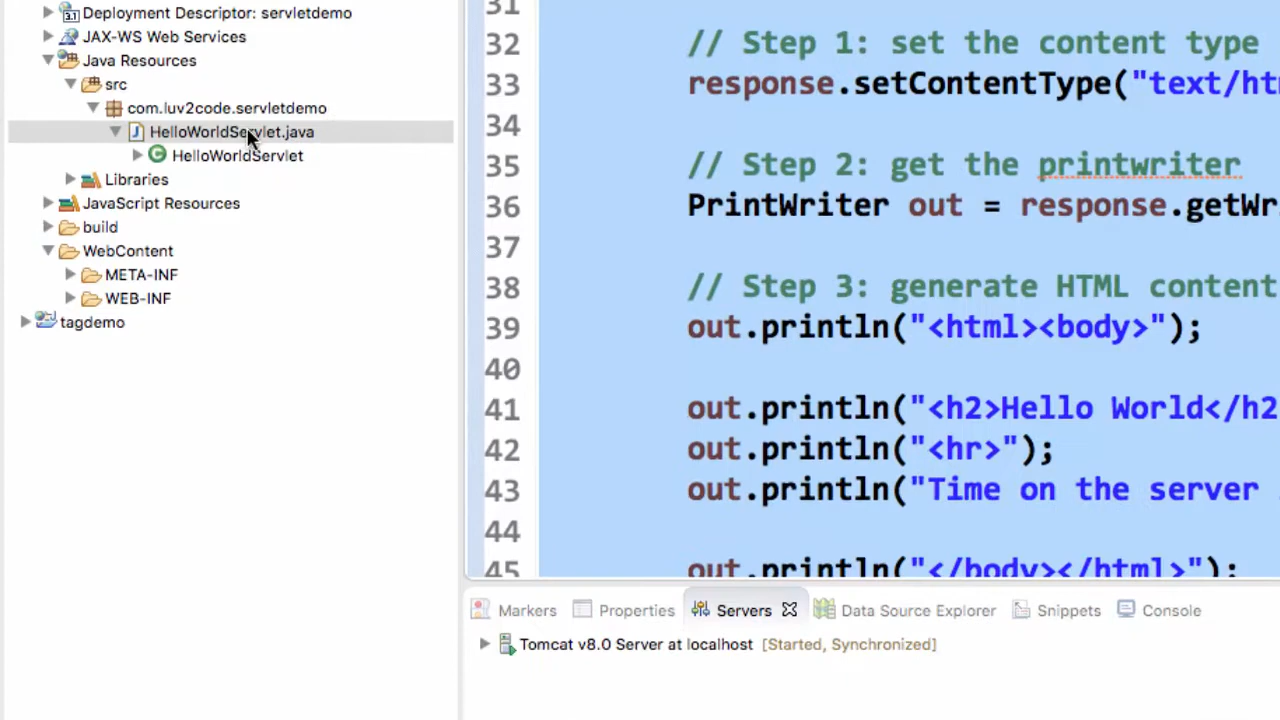 Deployment Descriptor: servletdemo
JAX-WS Web Services
Java Resources
src
com.luv2code.servletdemo
HelloWorldServlet.java
HelloWorldServlet
Libraries
JavaScript Resources
build
WebContent
META-INF
WEB-INF
tagdemo
31
32 // Step 1: set the content type
33 response.setContentType("text/ht
34
35 // Step 2: get the printwriter
36 PrintWriter out = response.getWr
37
38 // Step 3: generate HTML content
39 out.println("<html><body>");
40
41 out.println("<h2>Hello World</h2
42 out.println("<hr>");
43 out.println("Time on the server
44
45 out.println("</body></html>");
Markers Properties Servers Data Source Explorer Snippets Console
Tomcat v8.0 Server at localhost [Started, Synchronized]